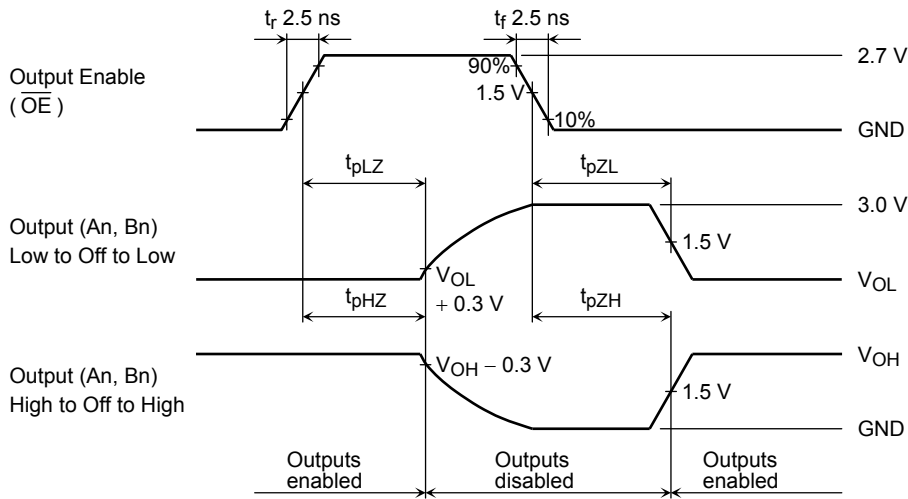 tr 2.5 ns
tf 2.5 ns
Output Enable
(OE)
90%
1.5 V
10%
2.7 V
GND
tpLZ
tpZL
Output (An, Bn)
Low to Off to Low
3.0 V
1.5 V
VOL
VOL
+ 0.3 V
tpHZ
tpZH
Output (An, Bn)
High to Off to High
VOH − 0.3 V
VOH
1.5 V
GND
Outputs
enabled
Outputs
disabled
Outputs
enabled